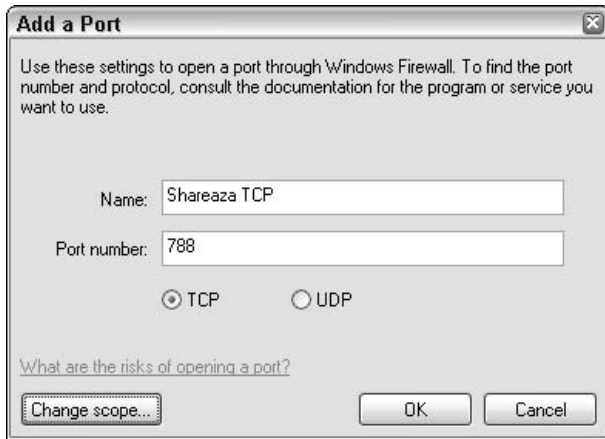 Add a Port
Use these settings to open a port through Windows Firewall. To find the port
number and protocol, consult the documentation for the program or service you
want to use.
Name: Shareaza TCP
Port number: 788
TCP UDP
What are the risks of opening a port?
Change scope... OK Cancel